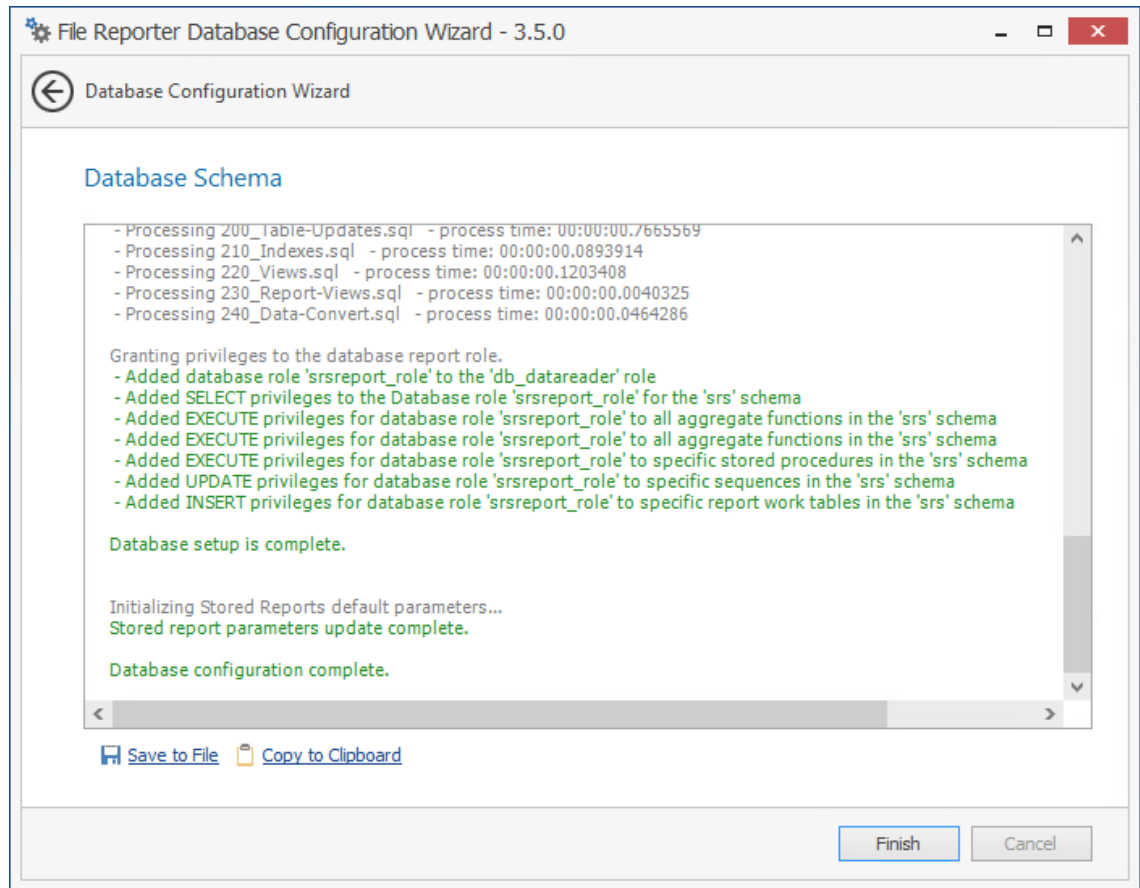 File Reporter Database Configuration Wizard - 3.5.0
Database Configuration Wizard
Database Schema
- Processing 200_Table-Updates.sql - process time: 00:00:00.7665569
- Processing 210_Indexes.sql - process time: 00:00:00.0893914
- Processing 220_Views.sql - process time: 00:00:00.1203408
- Processing 230_Report-Views.sql - process time: 00:00:00.0040325
- Processing 240_Data-Convert.sql - process time: 00:00:00.0464286
Granting privileges to the database report role.
- Added database role 'srsreport_role' to the 'db_datareader' role
- Added SELECT privileges to the Database role 'srsreport_role' for the 'srs' schema
- Added EXECUTE privileges for database role 'srsreport_role' to all aggregate functions in the 'srs' schema
- Added EXECUTE privileges for database role 'srsreport_role' to all aggregate functions in the 'srs' schema
- Added EXECUTE privileges for database role 'srsreport_role' to specific stored procedures in the 'srs' schema
- Added UPDATE privileges for database role 'srsreport_role' to specific sequences in the 'srs' schema
- Added INSERT privileges for database role 'srsreport_role' to specific report work tables in the 'srs' schema
Database setup is complete.
Initializing Stored Reports default parameters...
Stored report parameters update complete.
Database configuration complete.
Save to File Copy to Clipboard
Finish Cancel